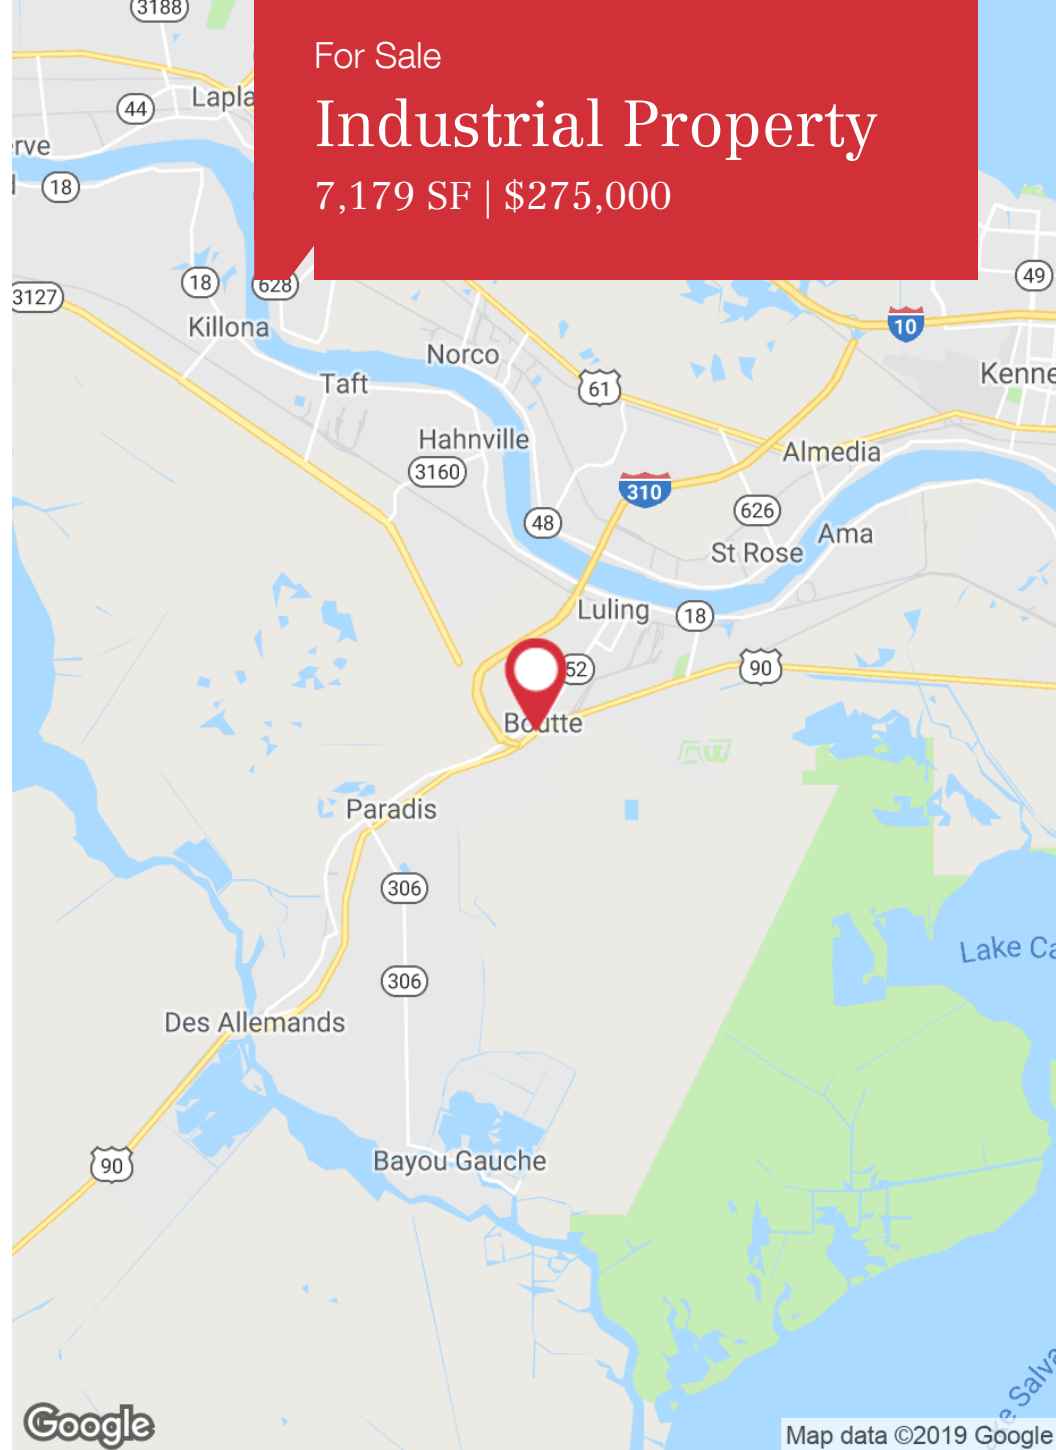 3188
For Sale
Industrial Property
7,179 SF | $275,000
44
Lapla
rve
18
18
628
3127
49
Killona
10
Norco
Taft
61
Kenne
Hahnville
Almedia
3160
310
626
48
Ama
St Rose
Luling
18
52
90
Boutte
Paradis
306
Lake Ca
306
Des Allemands
Bayou Gauche
90
e Salva
Google
Map data ©2019 Google